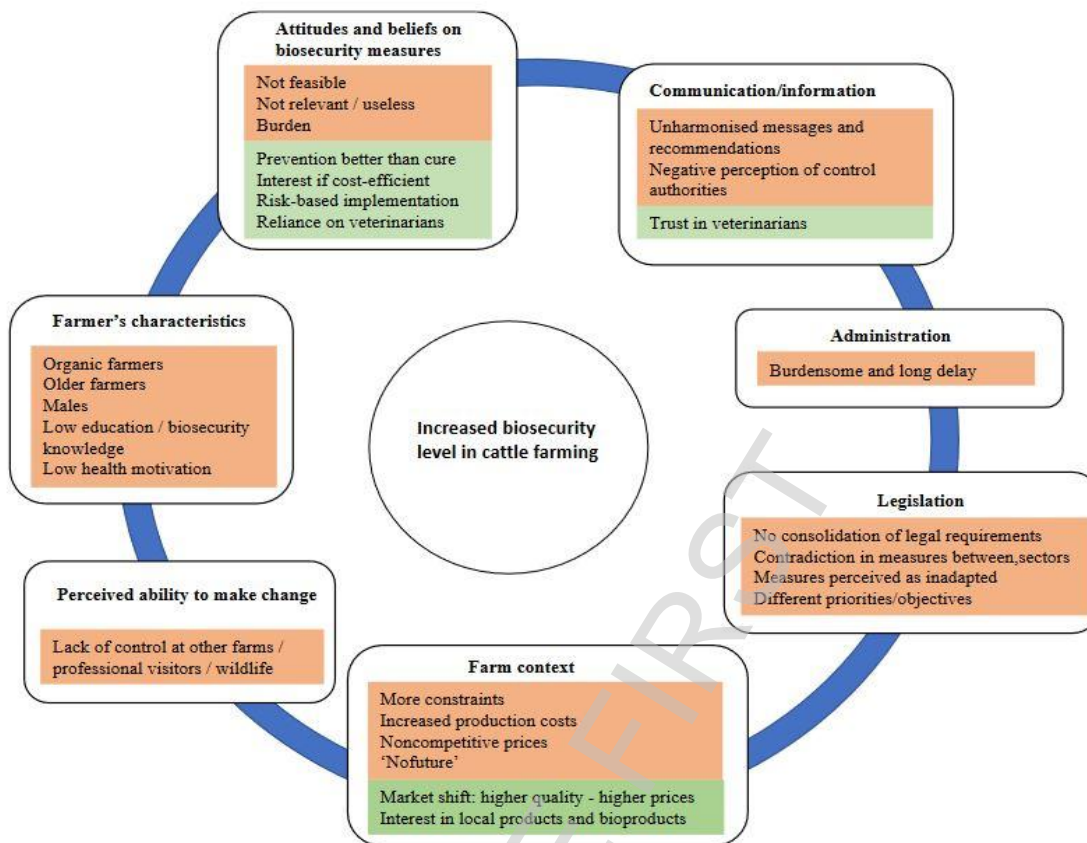 Attitudes and beliefs on
biosecurity measures
Not feasible
Not relevant / useless
Burden
Prevention better than cure
Interest if cost-efficient
Risk-based implementation
Reliance on veterinarians
Communication/information
Unharmonised messages and
recommendations
Negative perception of control
authorities
Trust in veterinarians
Farmer's characteristics
Organic farmers
Older farmers
Males
Low education / biosecurity
knowledge
Low health motivation
Increased biosecurity
level in cattle farming
Administration
Burdensome and long delay
Legislation
No consolidation of legal requirements
Contradiction in measures between,sectors
Measures perceived as inadapted
Different priorities/objectives
Perceived ability to make change
Lack of control at other farms /
professional visitors / wildlife
Farm context
More constraints
Increased production costs
Noncompetitive prices
‘Nofuture’
Market shift: higher quality - higher prices
Interest in local products and bioproducts
FIRST